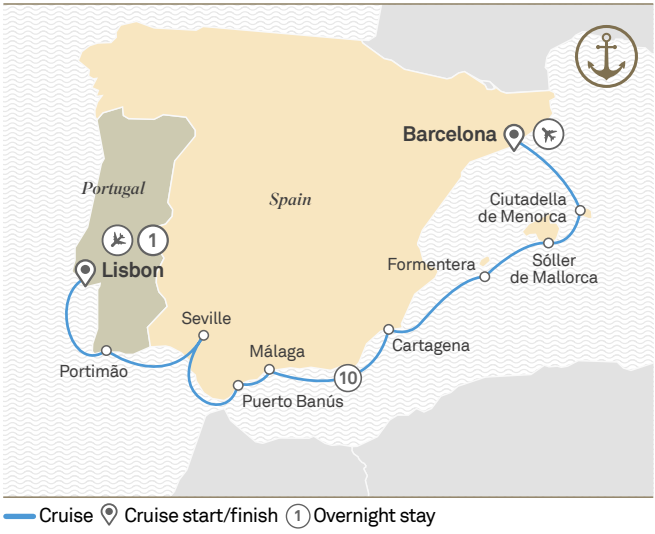 Barcelona
Portugal
Spain
Ciutadella
de Menorca
1
Lisbon
Formentera
Sóller
de Mallorca
Seville
Málaga
Cartagena
Portimão
10
Puerto Banús
Cruise Cruise start/finish 1 Overnight stay